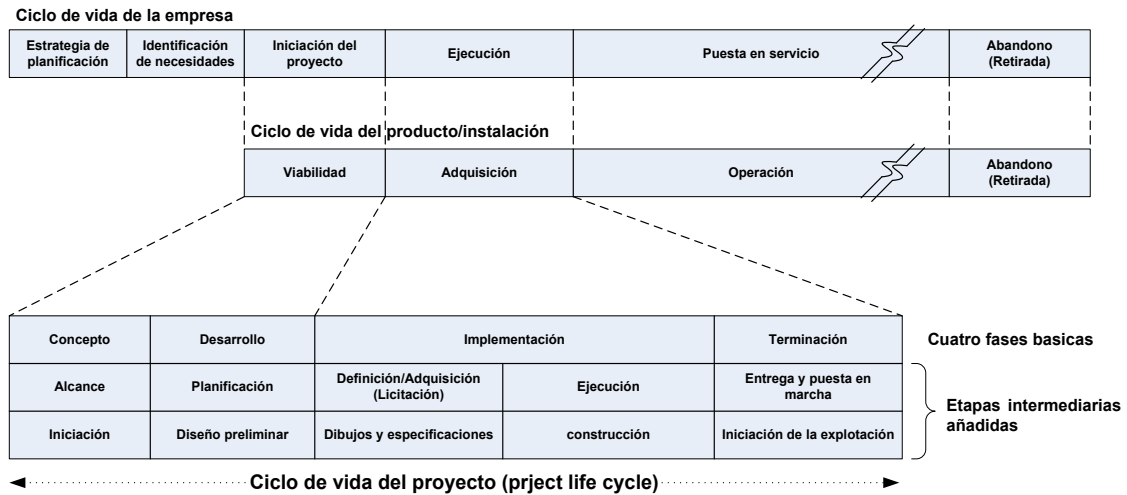 Ciclo de vida de la empresa
Estrategia de
planificación
Identificación
de necesidades
Iniciación del
proyecto
Ejecución
Puesta en servicio
Abandono
(Retirada)
Ciclo de vida del producto/instalación
Viabilidad
Adquisición
Operación
Abandono
(Retirada)
Concepto
Desarrollo
Implementación
Terminación
Cuatro fases basicas
Alcance
Planificación
Definición/Adquisición
(Licitación)
Ejecución
Entrega y puesta en
marcha
Iniciación
Diseño preliminar
Dibujos y especificaciones
construcción
Iniciación de la explotación
Etapas intermediarias
añadidas
Ciclo de vida del proyecto (prject life cycle)